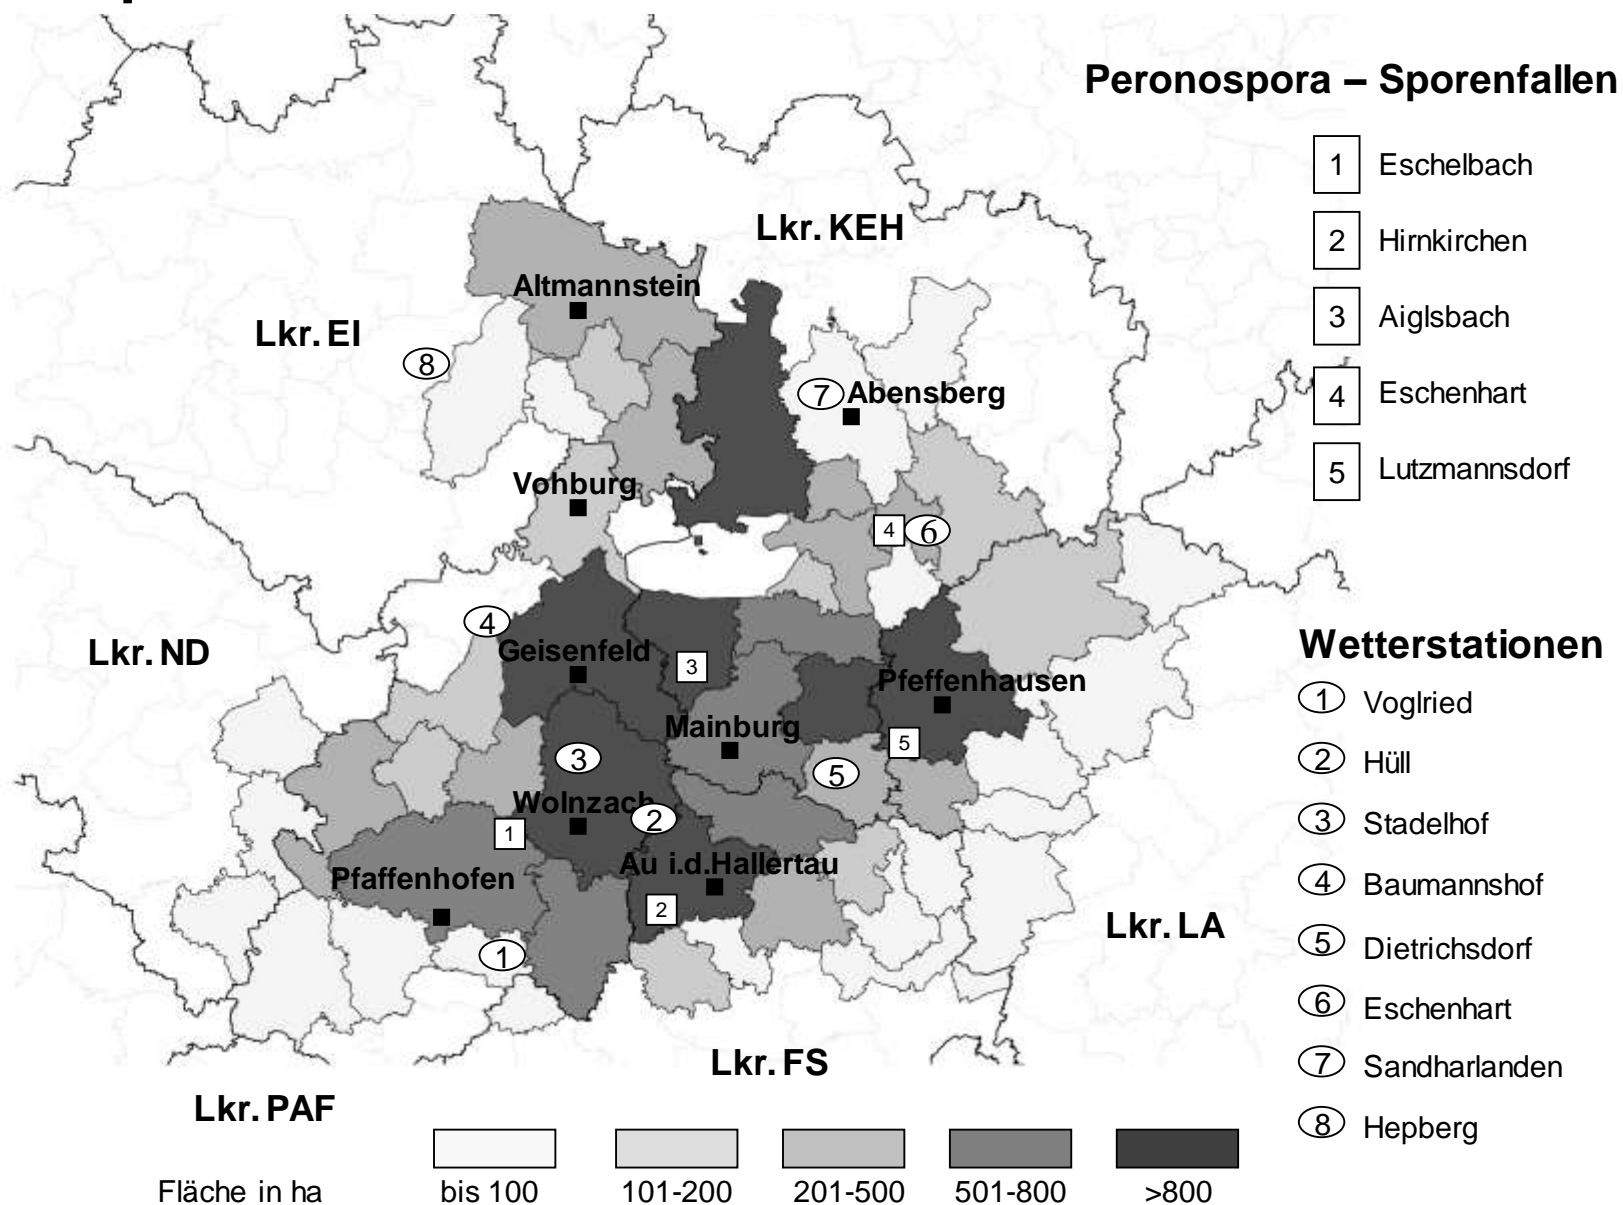 Peronospora – Sporenfallen
1 Eschelbach
2 Hirnkirchen
3 Aiglsbach
4 Eschenhart
5 Lutzmannsdorf
Lkr. KEH
Altmannstein
Lkr. EI
8
7 Abensberg
Vohburg
4 6
4
Lkr. ND
Geisenfeld
3
Pfeffenhausen
Mainburg
5
3
5
Wolnzach
2
1
Au i.d.Hallertau
Pfaffenhofen
2
1
Lkr. LA
Lkr. FS
Lkr. PAF
Wetterstationen
1 Voglried
2 Hüll
3 Stadelhof
4 Baumannshof
5 Dietrichsdorf
6 Eschenhart
7 Sandharlanden
8 Hepberg
Fläche in ha bis 100 101-200 201-500 501-800 >800